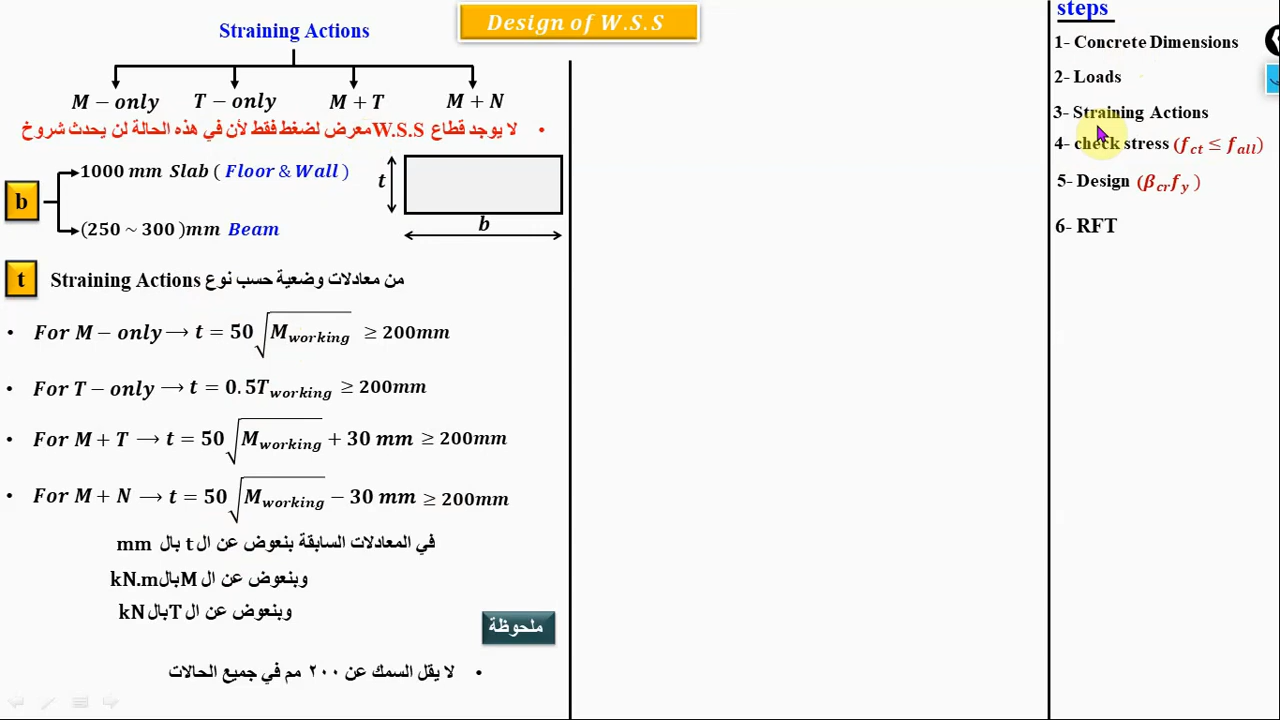 Design of W.S.S
Straining Actions
M − only T − only M + T M + N
• لا يوجد قطاع W.S.S معرض لضغط فقط لأن في هذه الحالة لن يحدث شروخ
b
1000 mm Slab ( Floor & Wall )
(250 ~ 300 )mm Beam
t
b
t
من معادلات وضعية حسب نوع Straining Actions
• For M − only ⟶ t = 50√M_working ≥ 200mm
• For T − only ⟶ t = 0.5T_working ≥ 200mm
• For M + T ⟶ t = 50√M_working + 30 mm ≥ 200mm
• For M + N ⟶ t = 50√M_working − 30 mm ≥ 200mm
في المعادلات السابقة بنعوض عن ال t بال mm
وبنعوض عن ال M بال kN.m
وبنعوض عن ال T بال kN
ملحوظة
• لا يقل السمك عن ٢٠٠ مم في جميع الحالات
steps
1- Concrete Dimensions
2- Loads
3- Straining Actions
4- check stress (f_ct ≤ f_all)
5- Design (β_cr f_y )
6- RFT